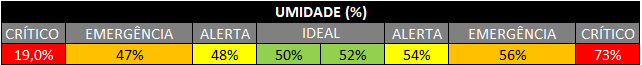 UMIDADE (%)
CRÍTICO EMERGÊNCIA ALERTA IDEAL ALERTA EMERGÊNCIA CRÍTICO
19,0% 47% 48% 50% 52% 54% 56% 73%